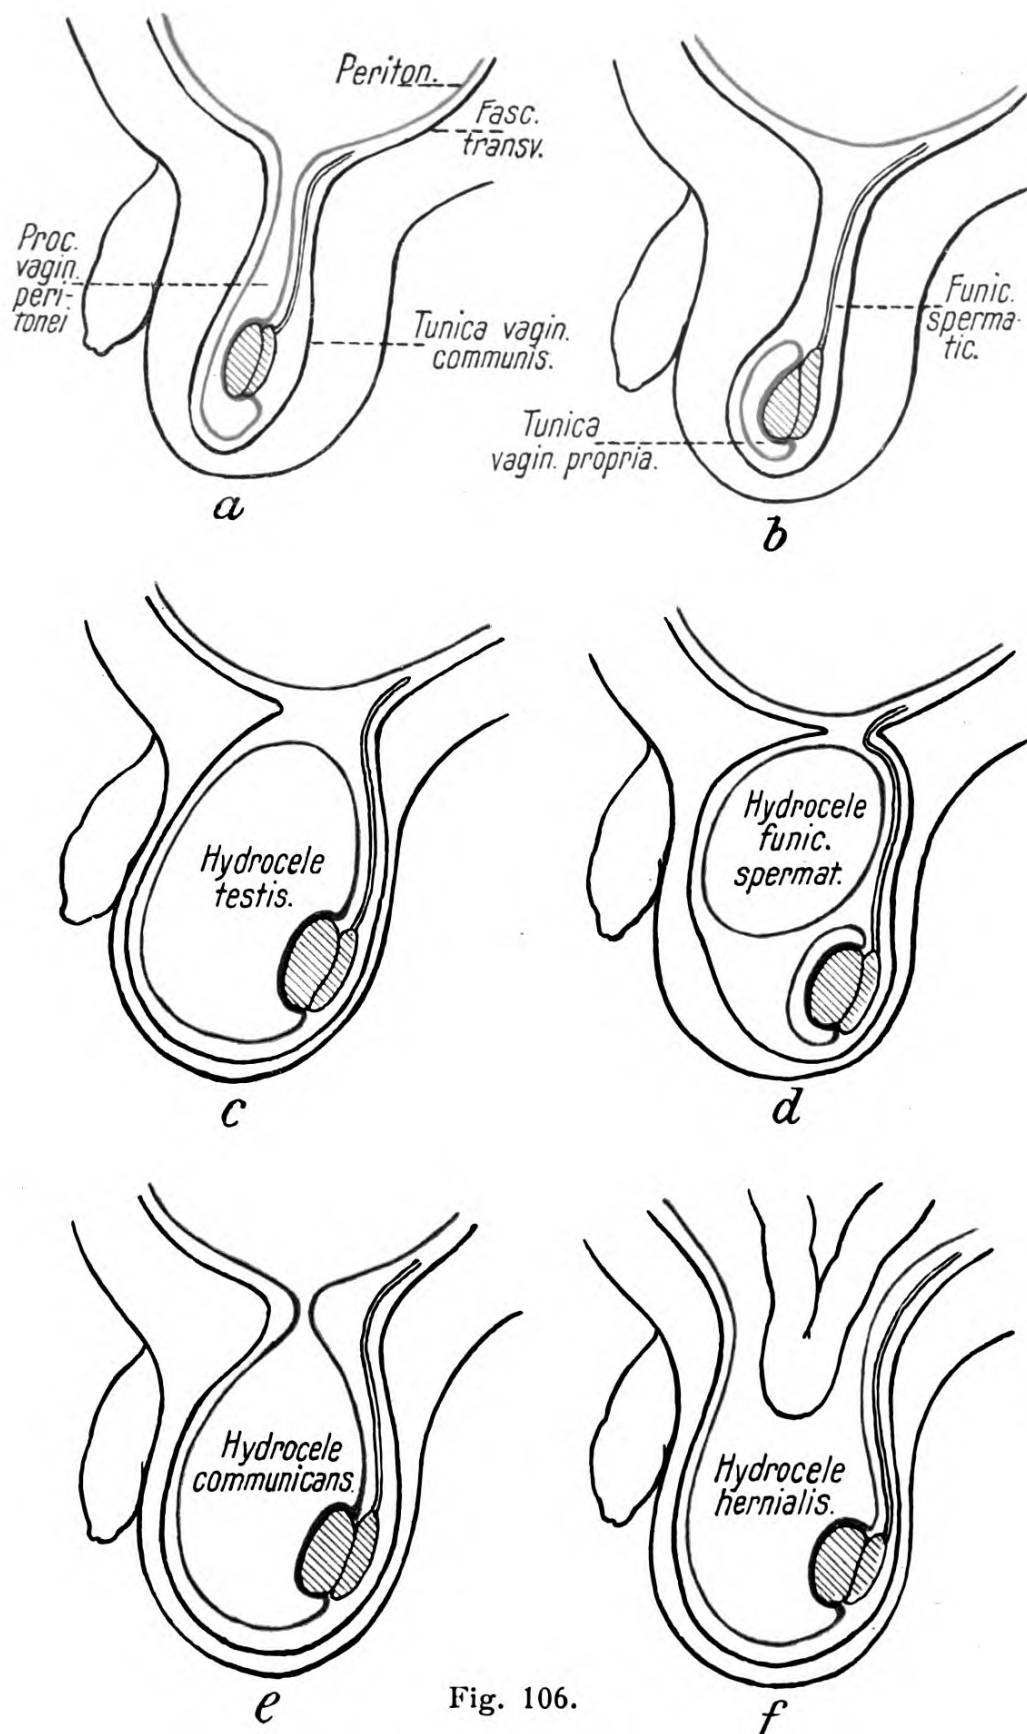 Periton.
Fasc.
transv.
Proc.
vagin.
peri-
tonei
Tunica vagin.
communis.
a
Funic.
sperma-
tic.
Tunica
vagin. propria.
b
Hydrocele
testis.
c
Hydrocele
funic.
spermat.
d
Hydrocele
communicans.
e
Hydrocele
hernialis.
f
Fig. 106.